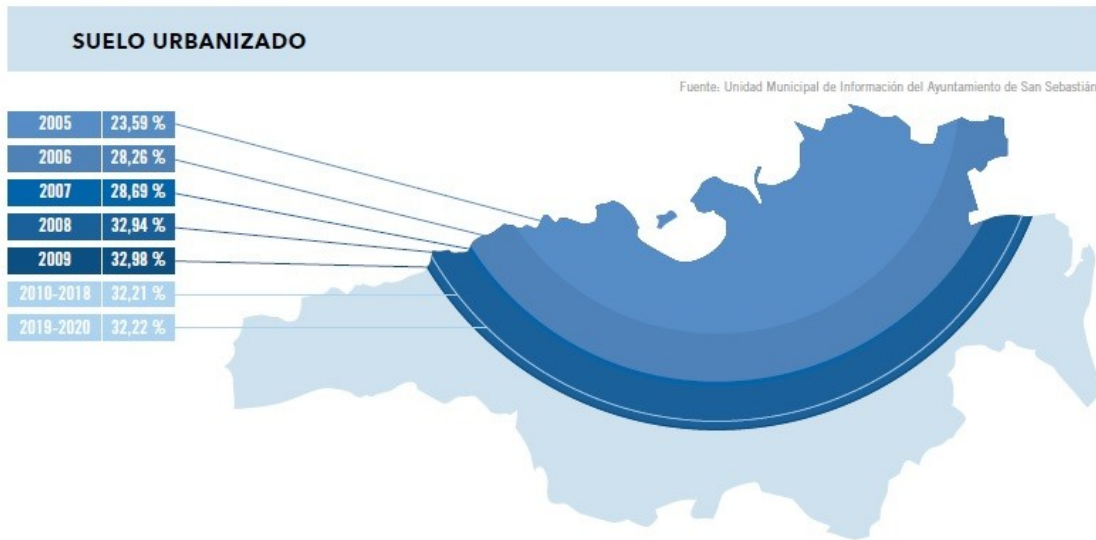 SUELO URBANIZADO
Fuente: Unidad Municipal de Información del Ayuntamiento de San Sebastián
2005 23,59 %
2006 28,26 %
2007 28,69 %
2008 32,94 %
2009 32,98 %
2010-2018 32,21 %
2019-2020 32,22 %